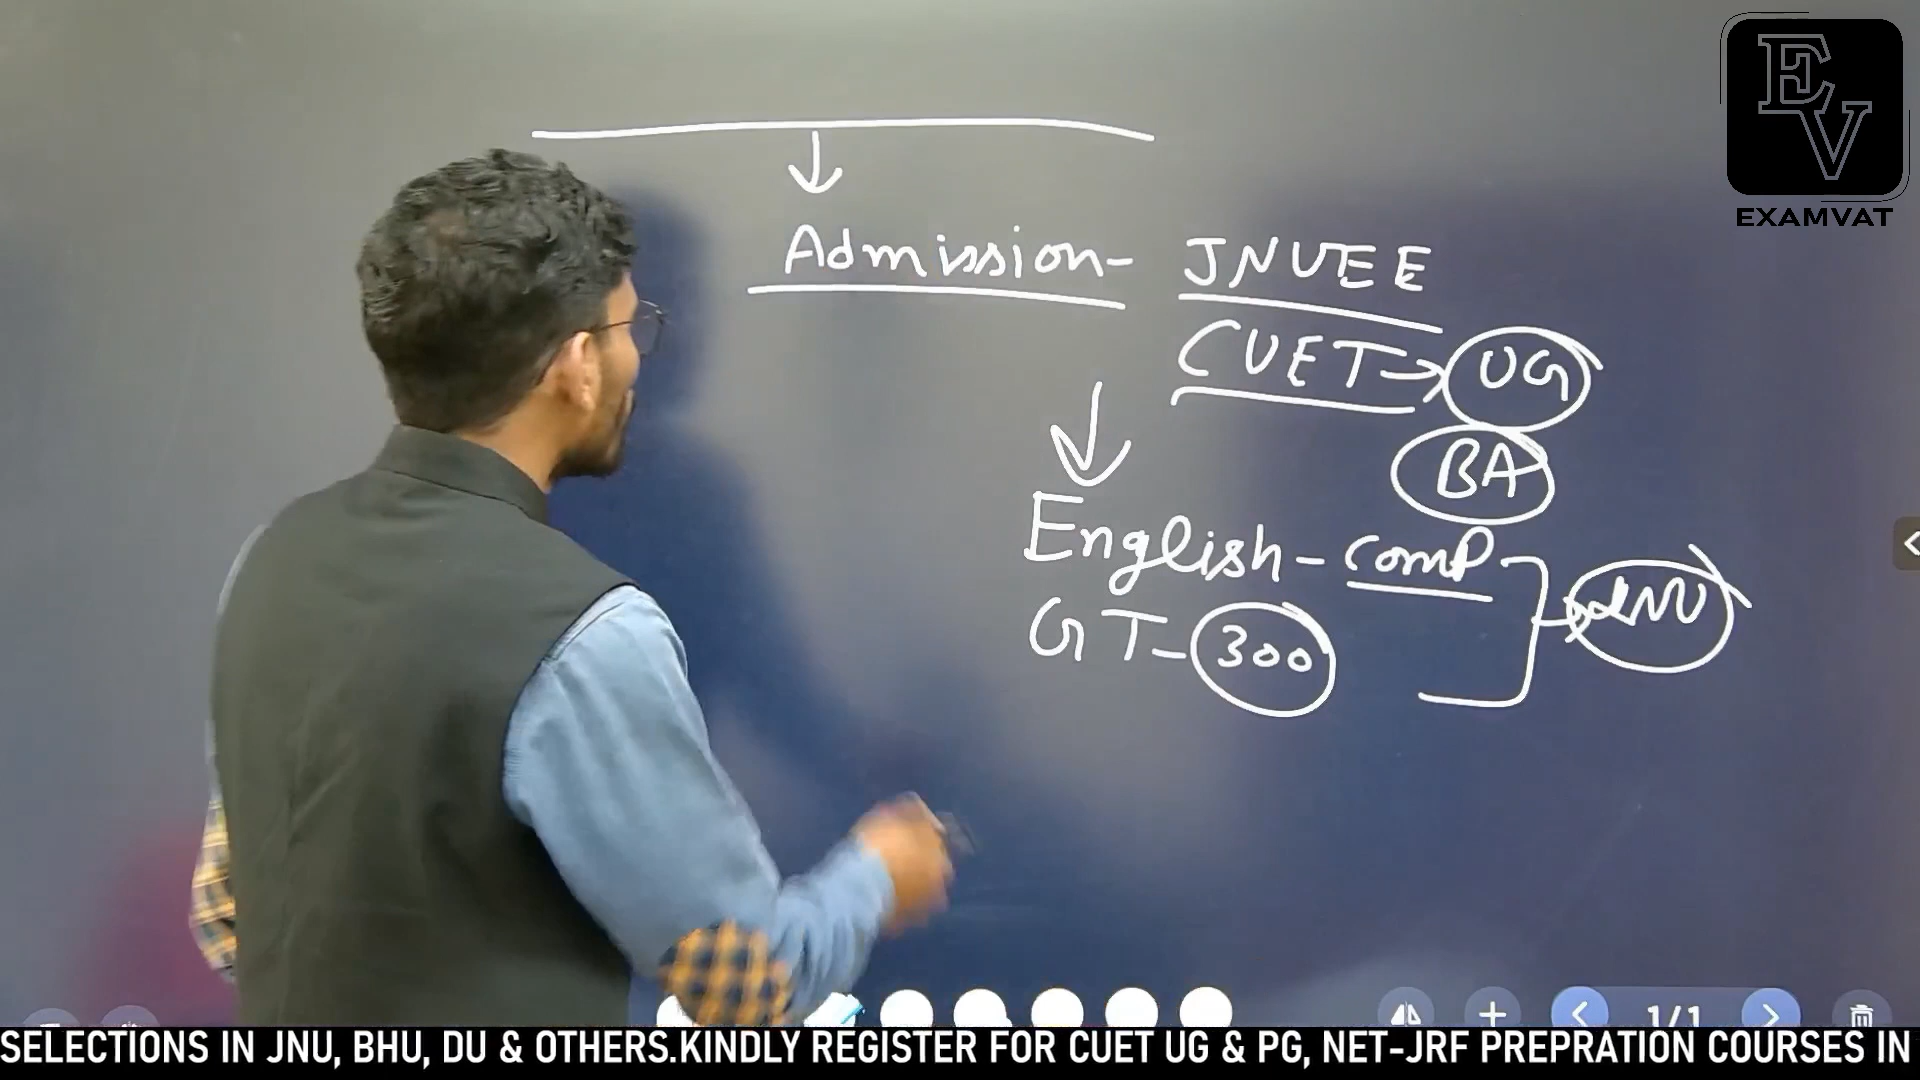 EV
EXAMVAT
Admission- JNUEE
CUET→ UG
BA
English-comp
GT-300
JNU
1/1
SELECTIONS IN JNU, BHU, DU & OTHERS.KINDLY REGISTER FOR CUET UG & PG, NET-JRF PREPRATION COURSES IN